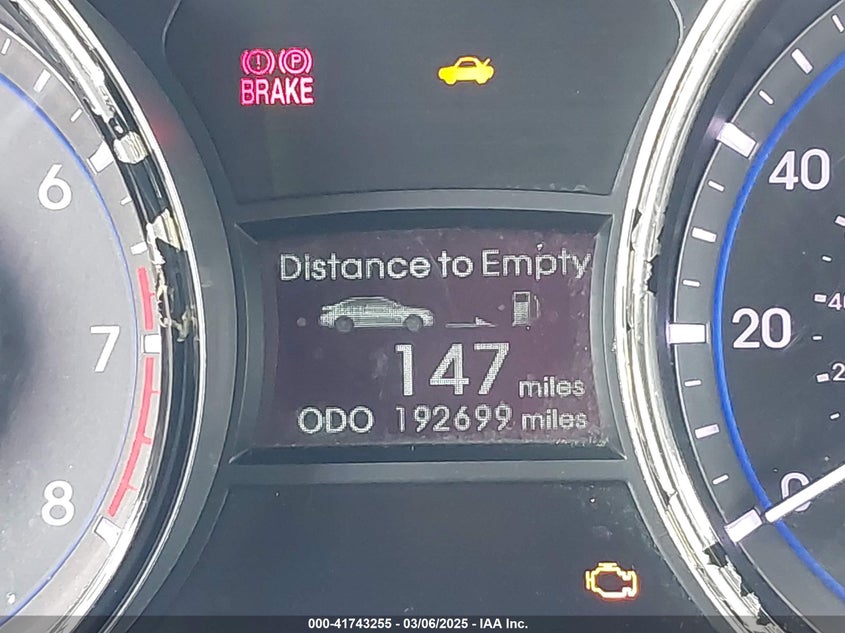 (!) (P)
BRAKE
6
7
8
Distance to Empty
147 miles
ODO 192699 miles
40
20
0
000-41743255 - 03/06/2025 - IAA Inc.